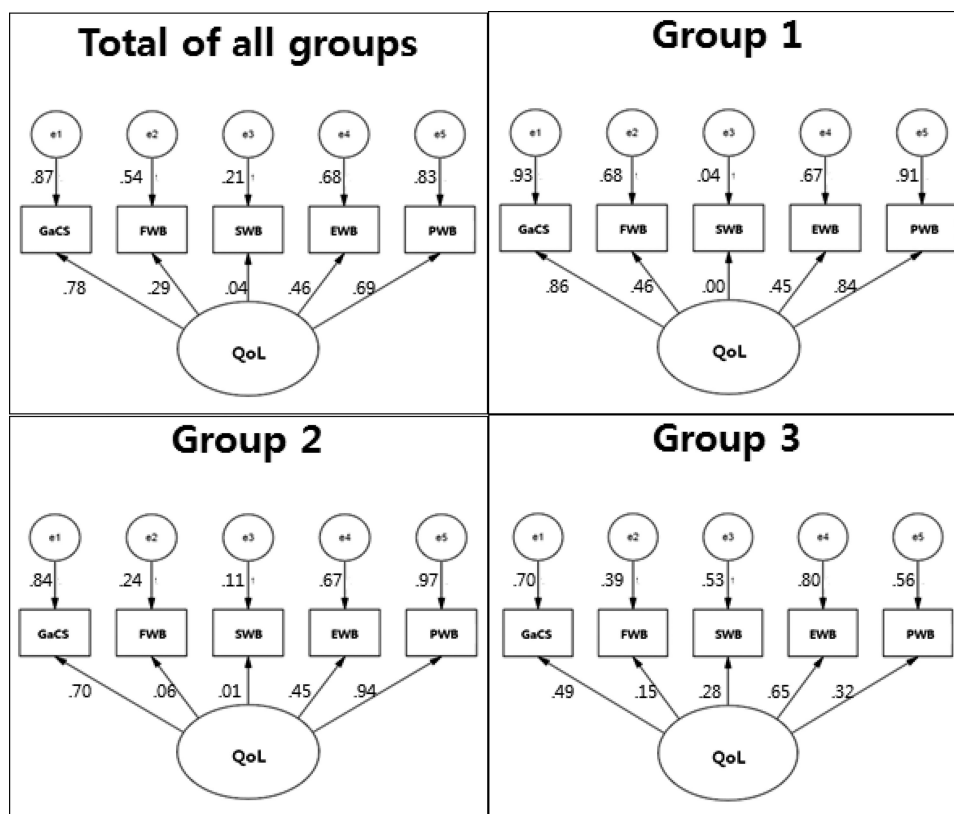 Total of all groups
e1 e2 e3 e4 e5
.87 .54 .21 .68 .83
GaCS FWB SWB EWB PWB
.78 .29 .04 .46 .69
QoL
Group 1
e1 e2 e3 e4 e5
.93 .68 .04 .67 .91
GaCS FWB SWB EWB PWB
.86 .46 .00 .45 .84
QoL
Group 2
e1 e2 e3 e4 e5
.84 .24 .11 .67 .97
GaCS FWB SWB EWB PWB
.70 .06 .01 .45 .94
QoL
Group 3
e1 e2 e3 e4 e5
.70 .39 .53 .80 .56
GaCS FWB SWB EWB PWB
.49 .15 .28 .65 .32
QoL